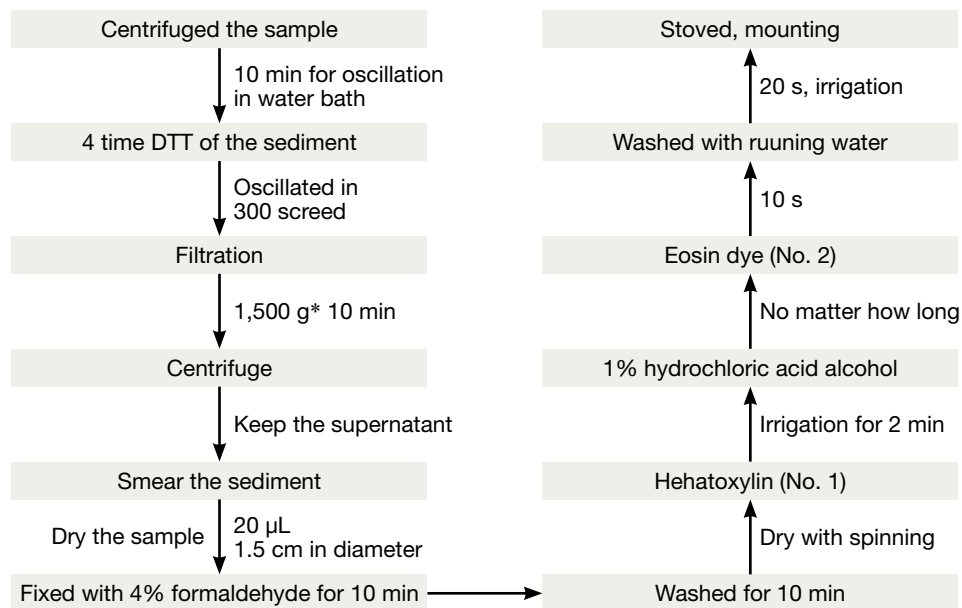 Centrifuged the sample
10 min for oscillation
in water bath
4 time DTT of the sediment
Oscillated in
300 screed
Filtration
1,500 g* 10 min
Centrifuge
Keep the supernatant
Smear the sediment
Dry the sample
20 µL
1.5 cm in diameter
Fixed with 4% formaldehyde for 10 min
Washed for 10 min
Dry with spinning
Hehatoxylin (No. 1)
Irrigation for 2 min
1% hydrochloric acid alcohol
No matter how long
Eosin dye (No. 2)
10 s
Washed with ruuning water
20 s, irrigation
Stoved, mounting